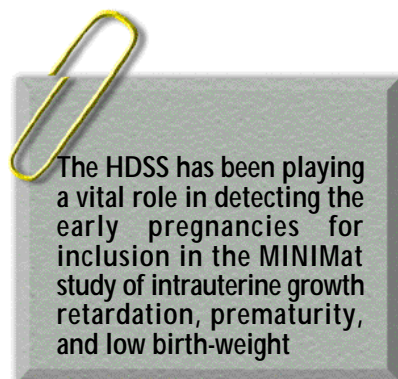 The HDSS has been playing
a vital role in detecting the
early pregnancies for
inclusion in the MINIMat
study of intrauterine growth
retardation, prematurity,
and low birth-weight